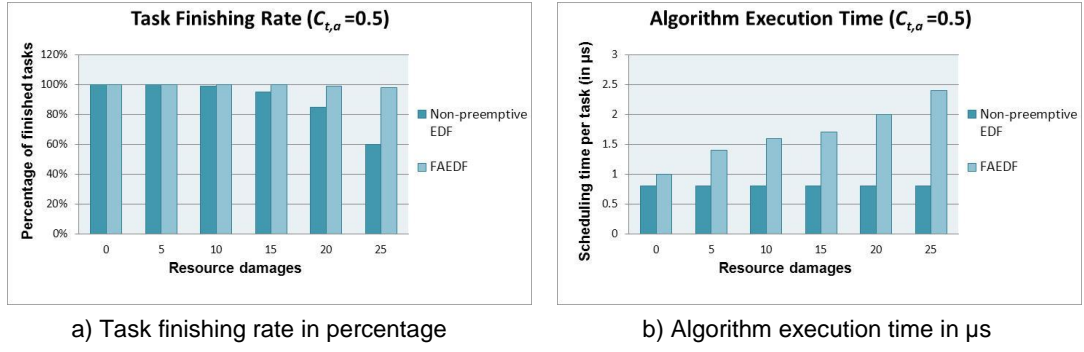 Task Finishing Rate (Ct,a =0.5)
Percentage of finished tasks
120%
100%
80%
60%
40%
20%
0%
0 5 10 15 20 25
Resource damages
Non-preemptive
EDF
FAEDF
a) Task finishing rate in percentage
Algorithm Execution Time (Ct,a =0.5)
Scheduling time per task (in µs)
3
2.5
2
1.5
1
0.5
0
0 5 10 15 20 25
Resource damages
Non-preemptive
EDF
FAEDF
b) Algorithm execution time in µs